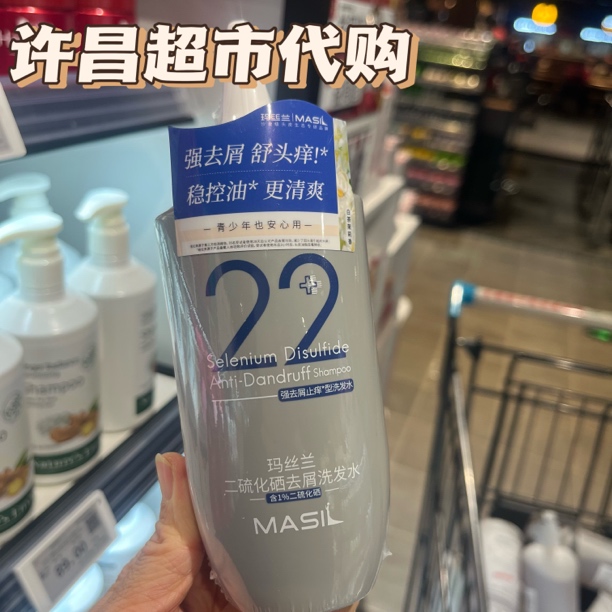 许昌超市代购
玛丝兰 MASIL
强去屑 舒头痒!*
稳控油* 更清爽
青少年也安心用
22
Selenium Disulfide
Anti-Dandruff Shampoo
强去屑止痒*型洗发水
玛丝兰
二硫化硒去屑洗发水
含1%二硫化硒
MASIL
shampoo